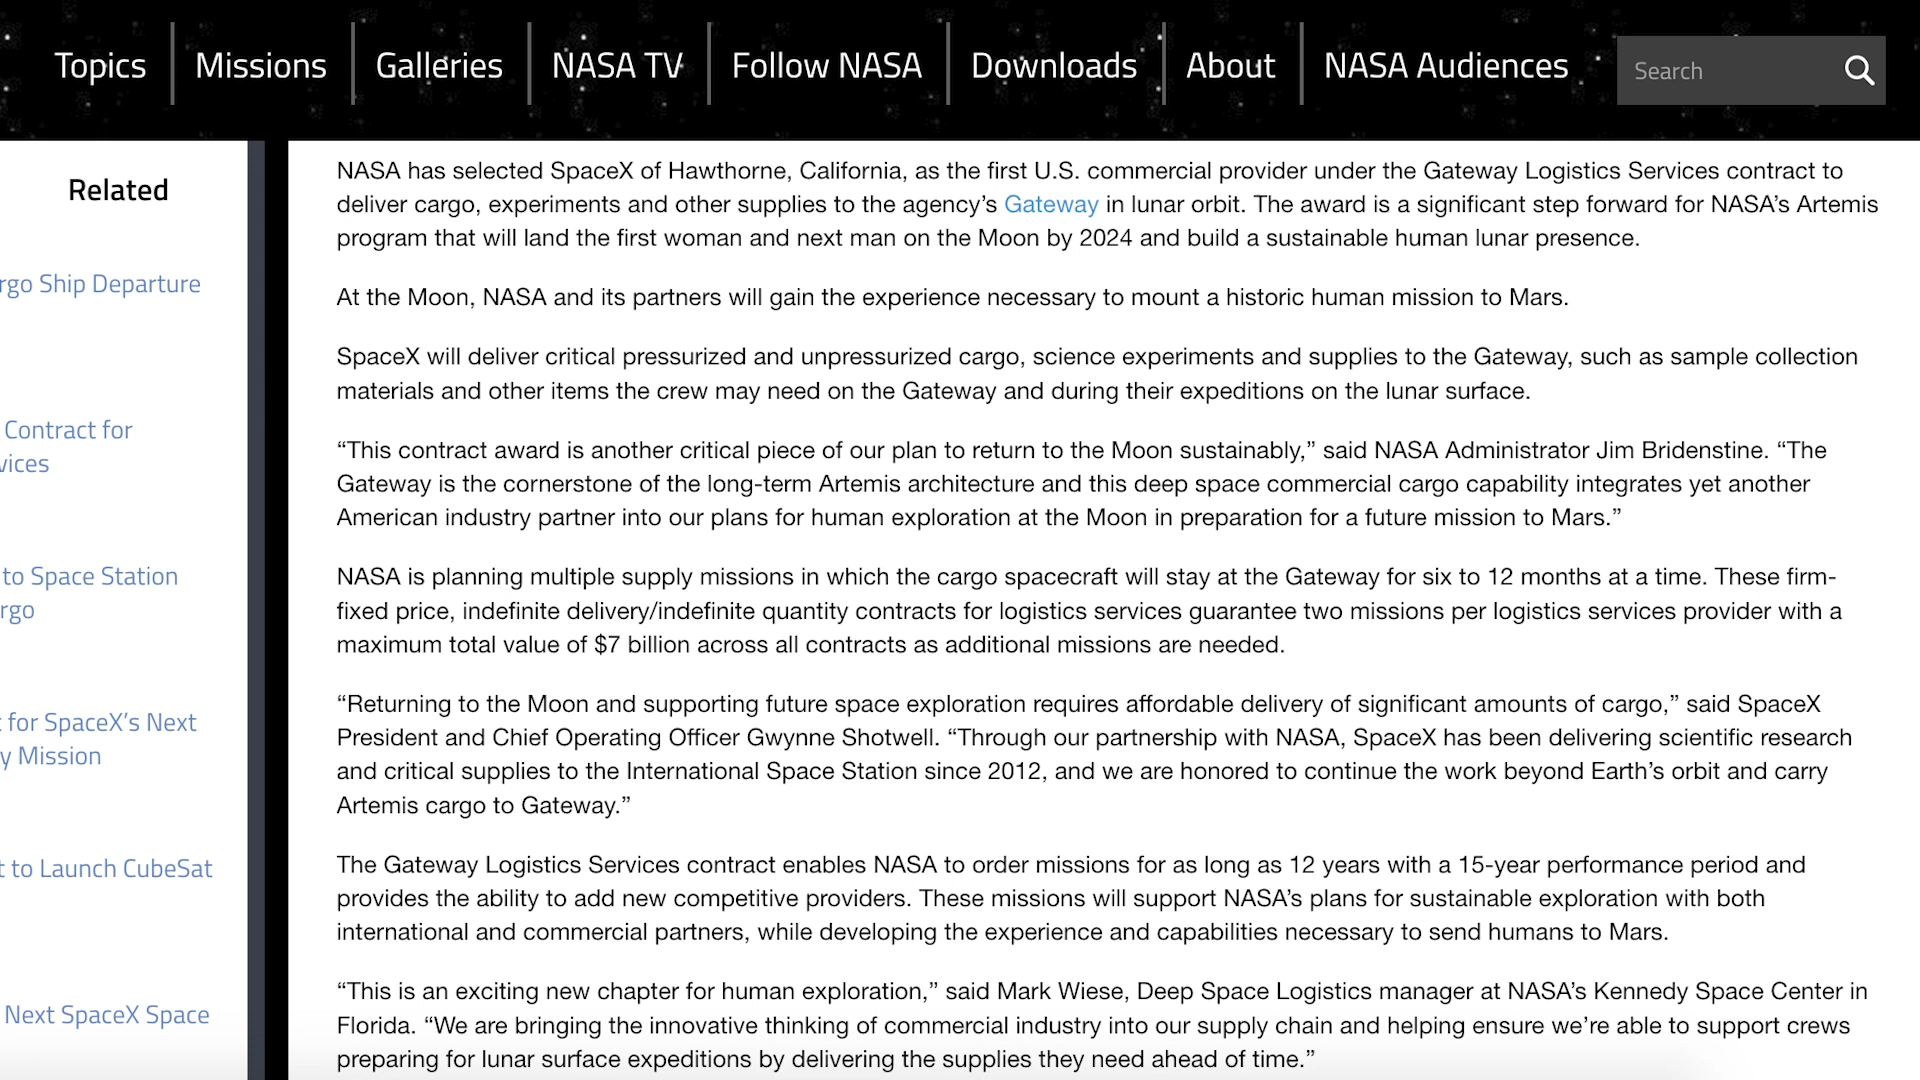 Topics
Missions
Galleries
NASA TV
Follow NASA
Downloads
About
NASA Audiences
Search
Related
rgo Ship Departure
Contract for
vices
to Space Station
rgo
for SpaceX's Next
y Mission
t to Launch CubeSat
Next SpaceX Space
NASA has selected SpaceX of Hawthorne, California, as the first U.S. commercial provider under the Gateway Logistics Services contract to
deliver cargo, experiments and other supplies to the agency's Gateway in lunar orbit. The award is a significant step forward for NASA's Artemis
program that will land the first woman and next man on the Moon by 2024 and build a sustainable human lunar presence.
At the Moon, NASA and its partners will gain the experience necessary to mount a historic human mission to Mars.
SpaceX will deliver critical pressurized and unpressurized cargo, science experiments and supplies to the Gateway, such as sample collection
materials and other items the crew may need on the Gateway and during their expeditions on the lunar surface.
“This contract award is another critical piece of our plan to return to the Moon sustainably,” said NASA Administrator Jim Bridenstine. “The
Gateway is the cornerstone of the long-term Artemis architecture and this deep space commercial cargo capability integrates yet another
American industry partner into our plans for human exploration at the Moon in preparation for a future mission to Mars.”
NASA is planning multiple supply missions in which the cargo spacecraft will stay at the Gateway for six to 12 months at a time. These firm-
fixed price, indefinite delivery/indefinite quantity contracts for logistics services guarantee two missions per logistics services provider with a
maximum total value of $7 billion across all contracts as additional missions are needed.
“Returning to the Moon and supporting future space exploration requires affordable delivery of significant amounts of cargo,” said SpaceX
President and Chief Operating Officer Gwynne Shotwell. “Through our partnership with NASA, SpaceX has been delivering scientific research
and critical supplies to the International Space Station since 2012, and we are honored to continue the work beyond Earth’s orbit and carry
Artemis cargo to Gateway.”
The Gateway Logistics Services contract enables NASA to order missions for as long as 12 years with a 15-year performance period and
provides the ability to add new competitive providers. These missions will support NASA’s plans for sustainable exploration with both
international and commercial partners, while developing the experience and capabilities necessary to send humans to Mars.
“This is an exciting new chapter for human exploration,” said Mark Wiese, Deep Space Logistics manager at NASA’s Kennedy Space Center in
Florida. “We are bringing the innovative thinking of commercial industry into our supply chain and helping ensure we’re able to support crews
preparing for lunar surface expeditions by delivering the supplies they need ahead of time.”